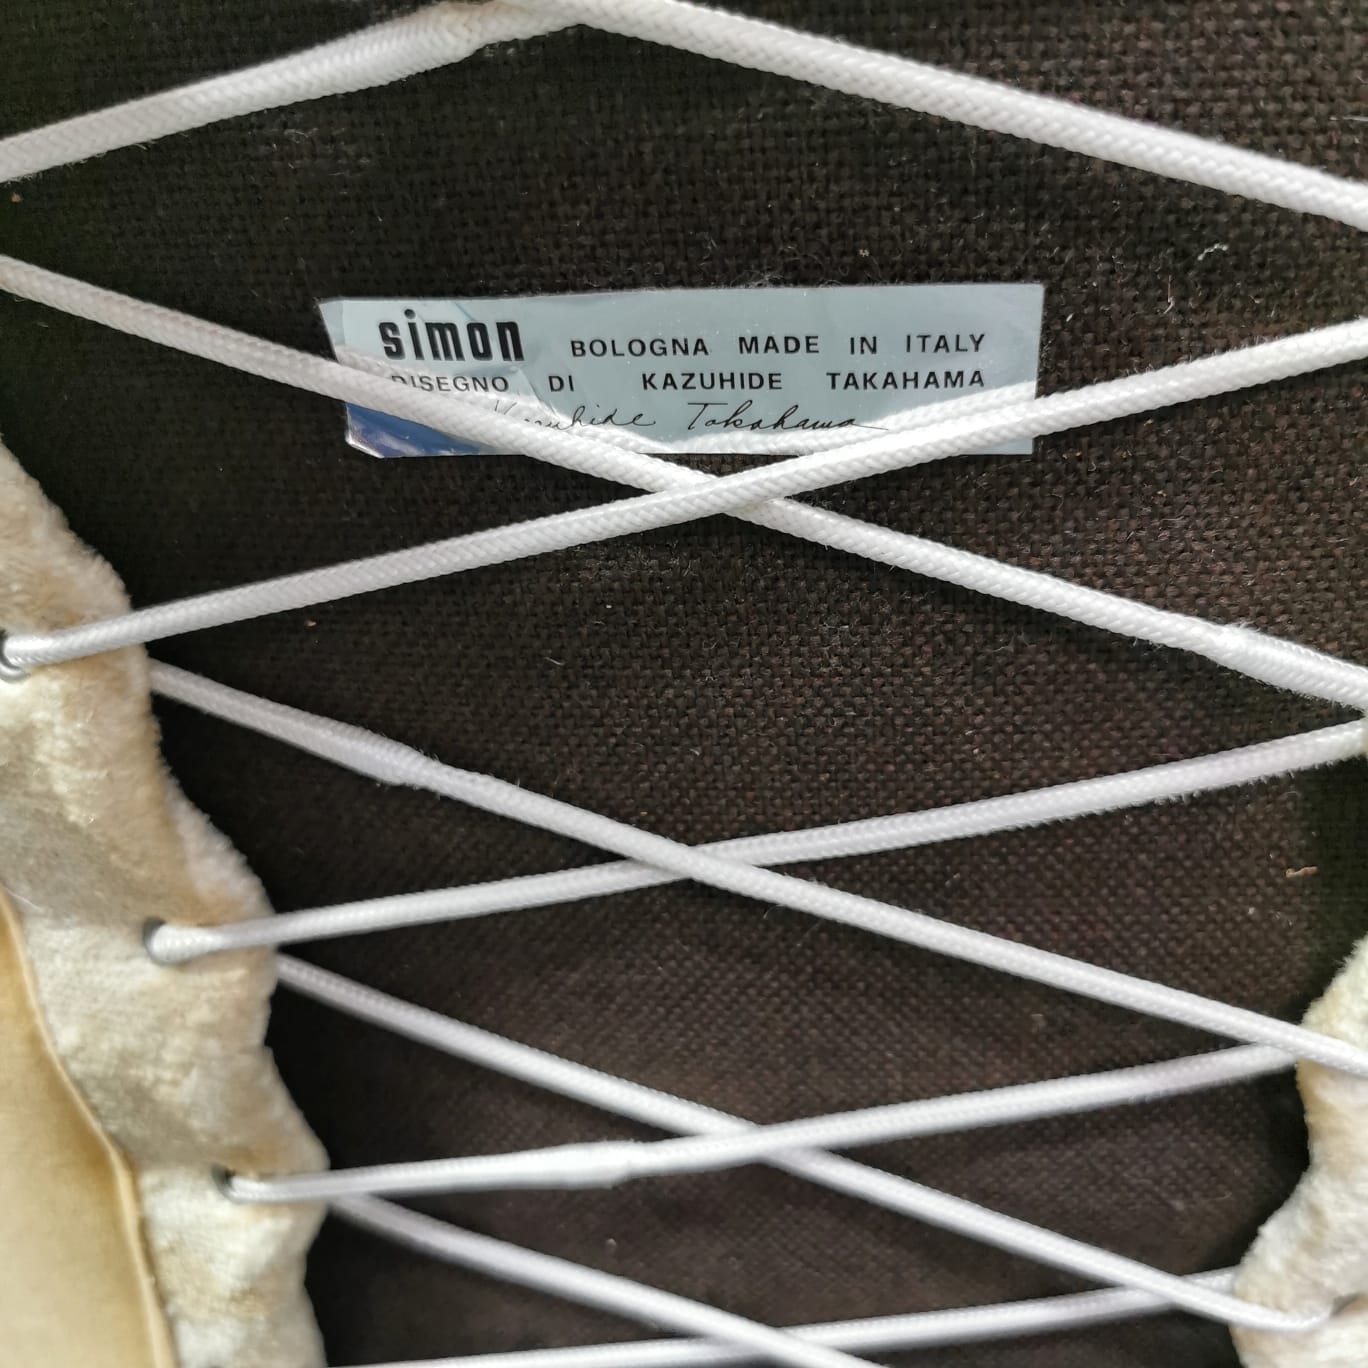 simon BOLOGNA MADE IN ITALY
DISEGNO DI KAZUHIDE TAKAHAMA
Kazuhide Takahama